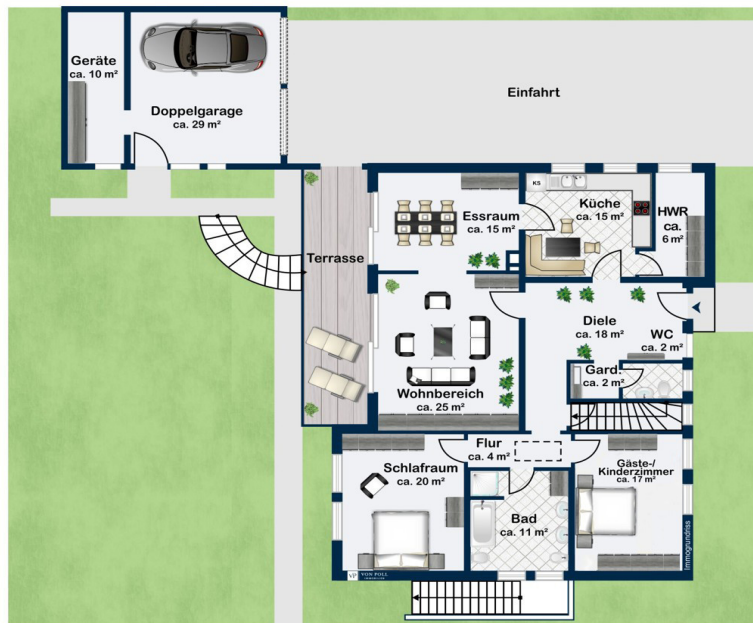 Geräte
ca. 10 m²
Doppelgarage
ca. 29 m²
Einfahrt
Terrasse
Essraum
ca. 15 m²
KS
Küche
ca. 15 m²
HWR
ca.
6 m²
Diele
ca. 18 m²
WC
ca. 2 m²
Gard.
ca. 2 m²
Wohnbereich
ca. 25 m²
Flur
ca. 4 m²
Schlafraum
ca. 20 m²
Bad
ca. 11 m²
Gäste-/
Kinderzimmer
ca. 17 m²
Immogrundriss
VP VON POLL
IMMOBILIEN